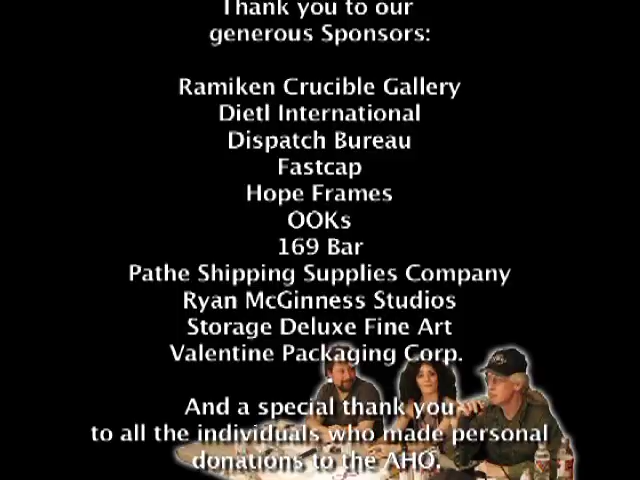 Thank you to our
generous Sponsors:
Ramiken Crucible Gallery
Dietl International
Dispatch Bureau
Fastcap
Hope Frames
OOKs
169 Bar
Pathe Shipping Supplies Company
Ryan McGinness Studios
Storage Deluxe Fine Art
Valentine Packaging Corp.
And a special thank you
to all the individuals who made personal
donations to the AHO.